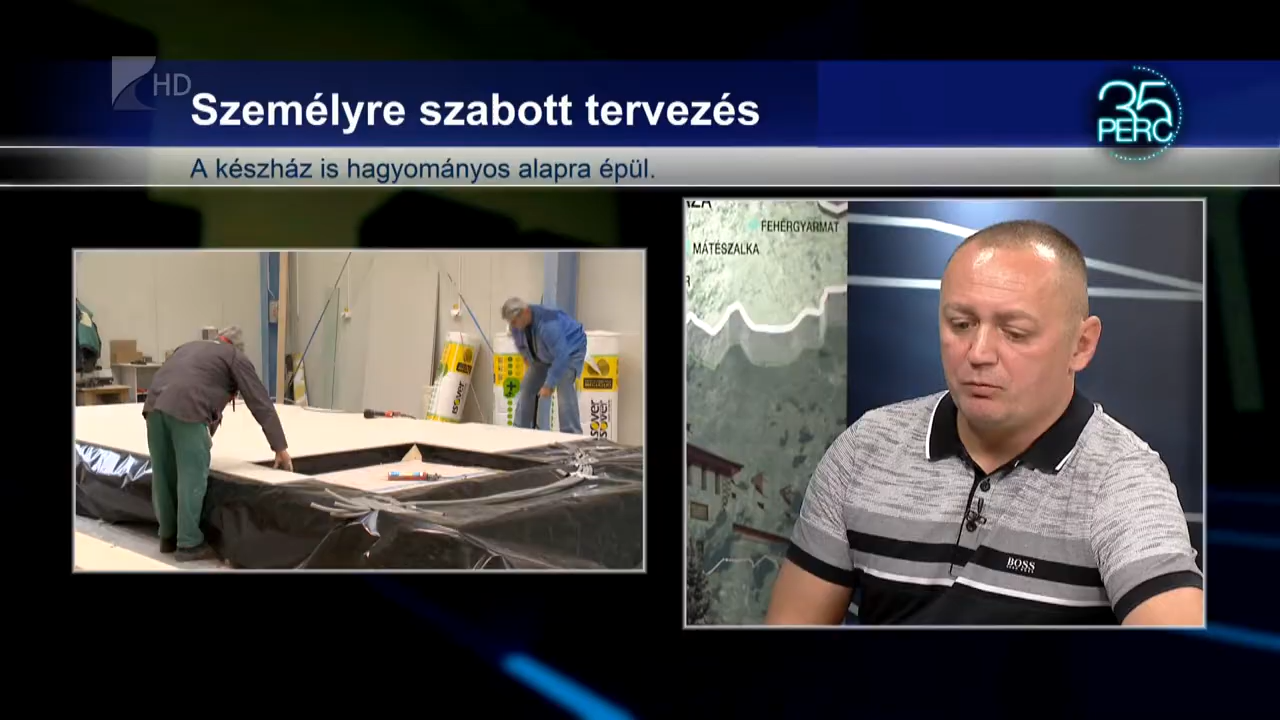 HD
Személyre szabott tervezés
35
PERC
A készház is hagyományos alapra épül.
FEHÉRGYARMAT
MÁTÉSZALKA
ISOVER
BOSS